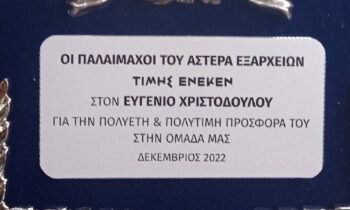 ΟΙ ΠΑΛΑΙΜΑΧΟΙ ΤΟΥ ΑΣΤΕΡΑ ΕΞΑΡΧΕΙΩΝ
ΤΙΜΗΣ ΕΝΕΚΕΝ
ΣΤΟΝ ΕΥΓΕΝΙΟ ΧΡΙΣΤΟΔΟΥΛΟΥ
ΓΙΑ ΤΗΝ ΠΟΛΥΕΤΗ & ΠΟΛΥΤΙΜΗ ΠΡΟΣΦΟΡΑ ΤΟΥ
ΣΤΗΝ ΟΜΑΔΑ ΜΑΣ
ΔΕΚΕΜΒΡΙΟΣ 2022